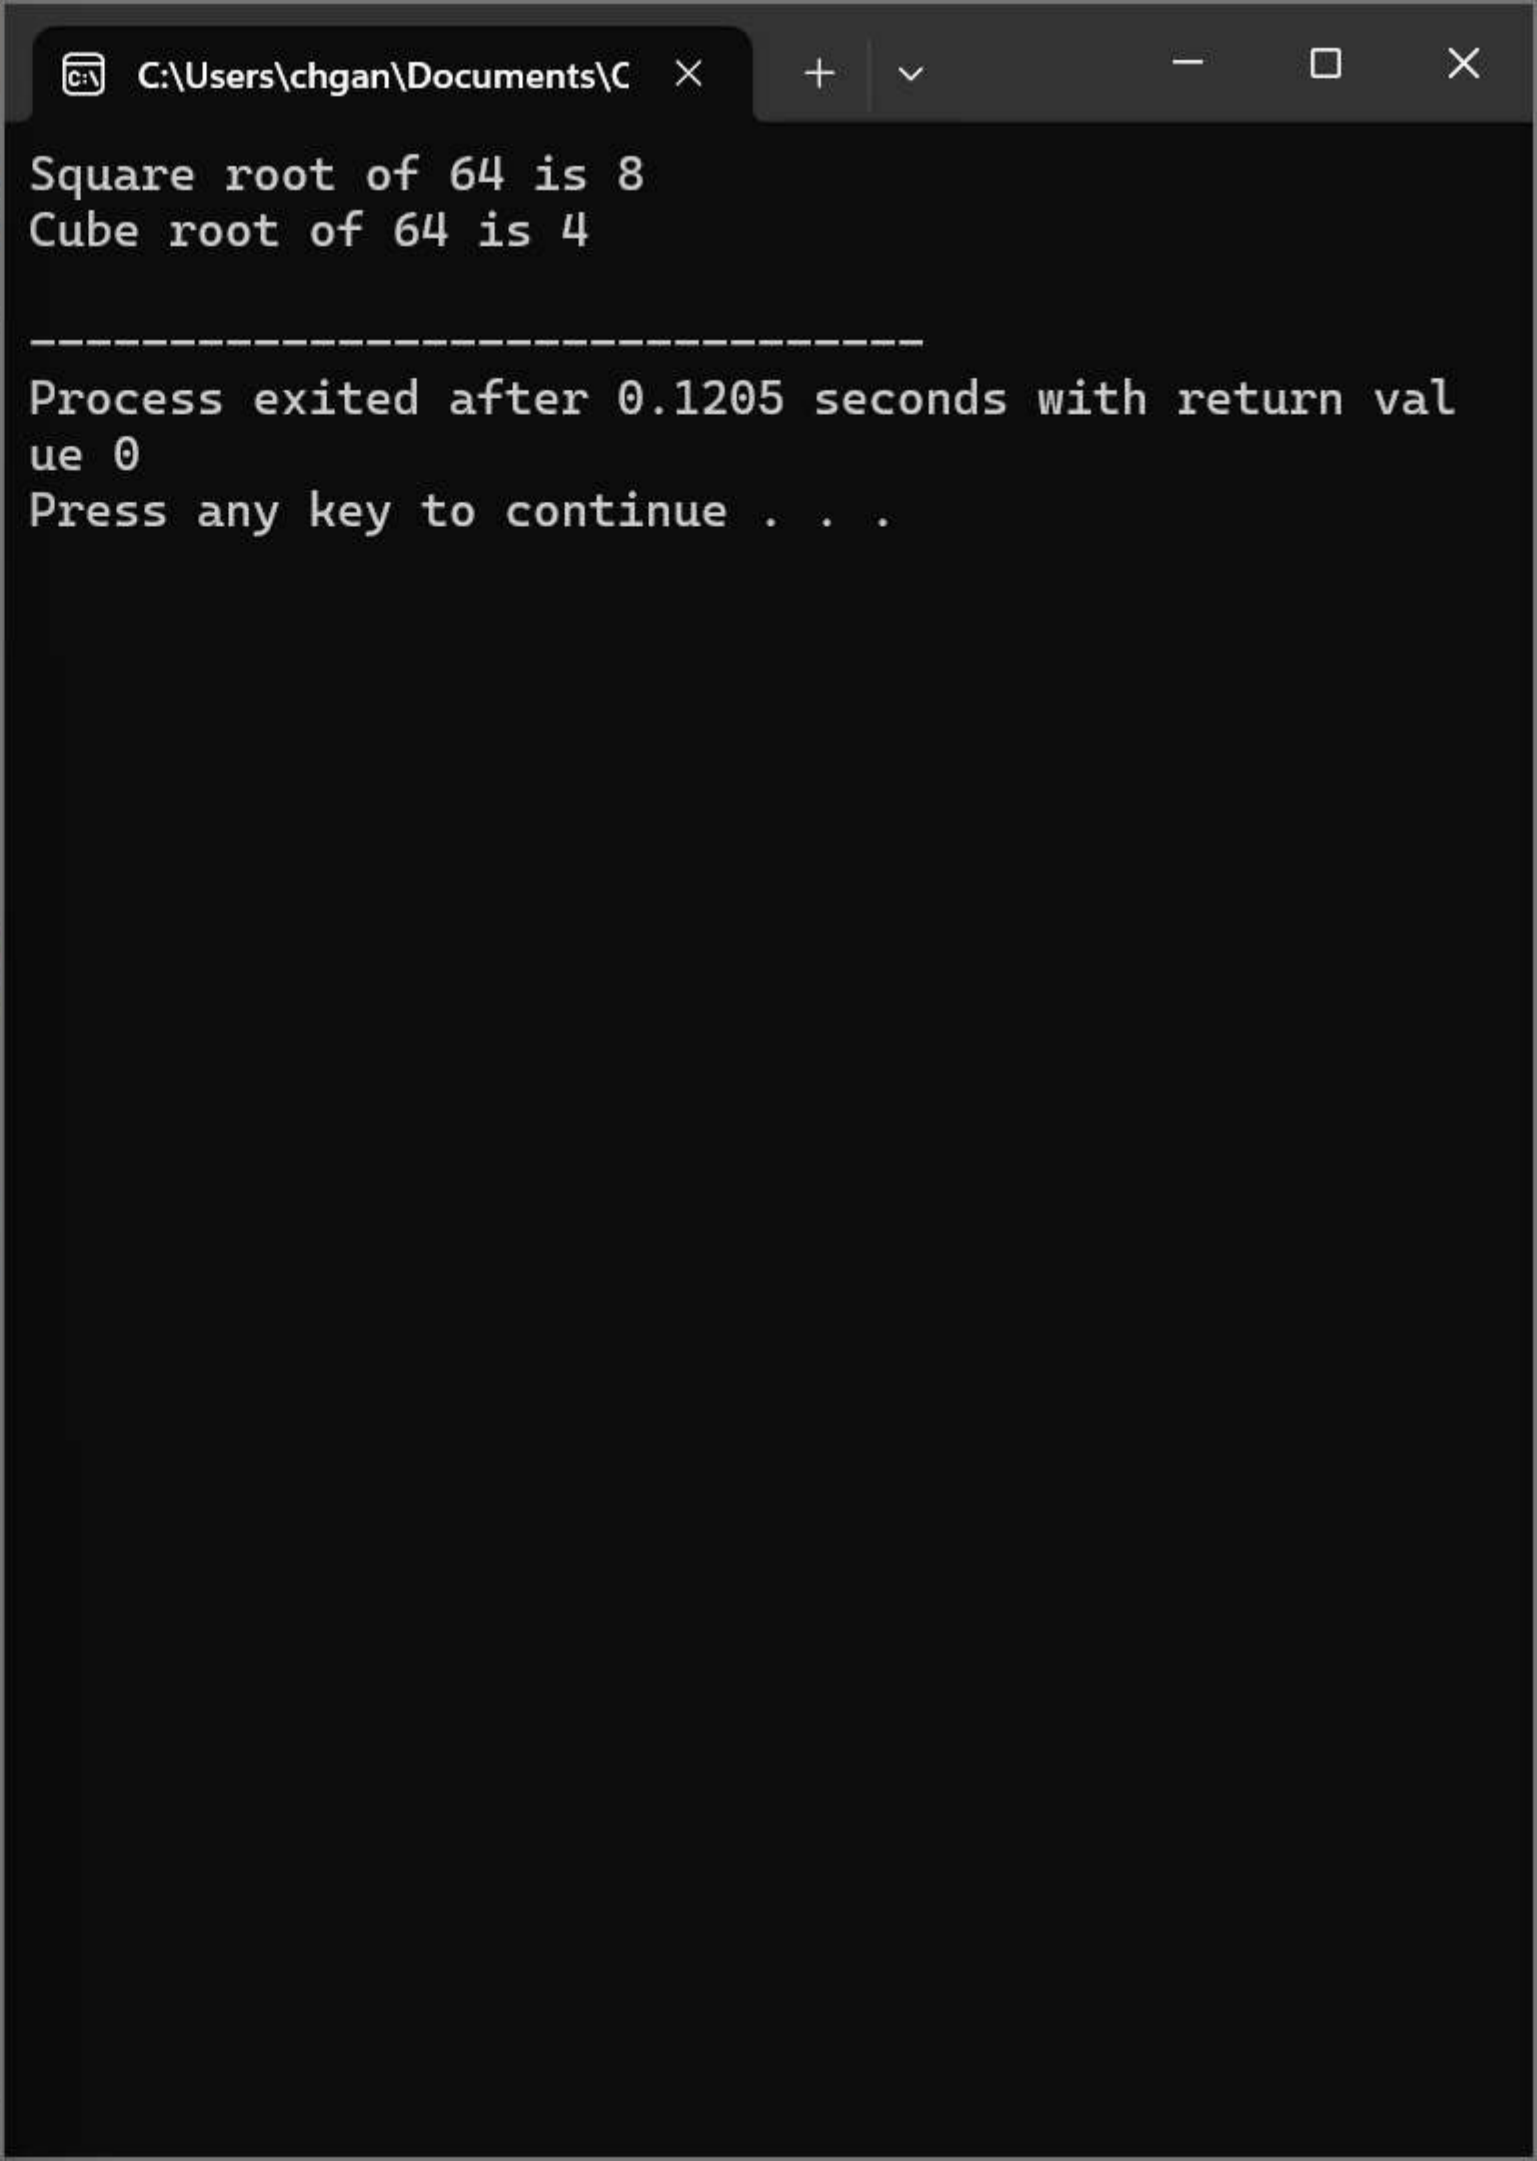 C:\Users\chgan\Documents\C
Square root of 64 is 8
Cube root of 64 is 4
--------------------------------
Process exited after 0.1205 seconds with return val
ue 0
Press any key to continue . . .